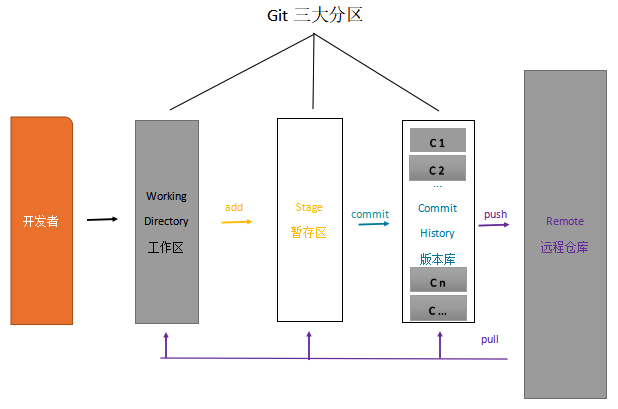 Git 三大分区
开发者
Working
Directory
工作区
add
Stage
暂存区
commit
C 1
C 2
...
Commit
History
版本库
C n
C ...
push
Remote
远程仓库
pull